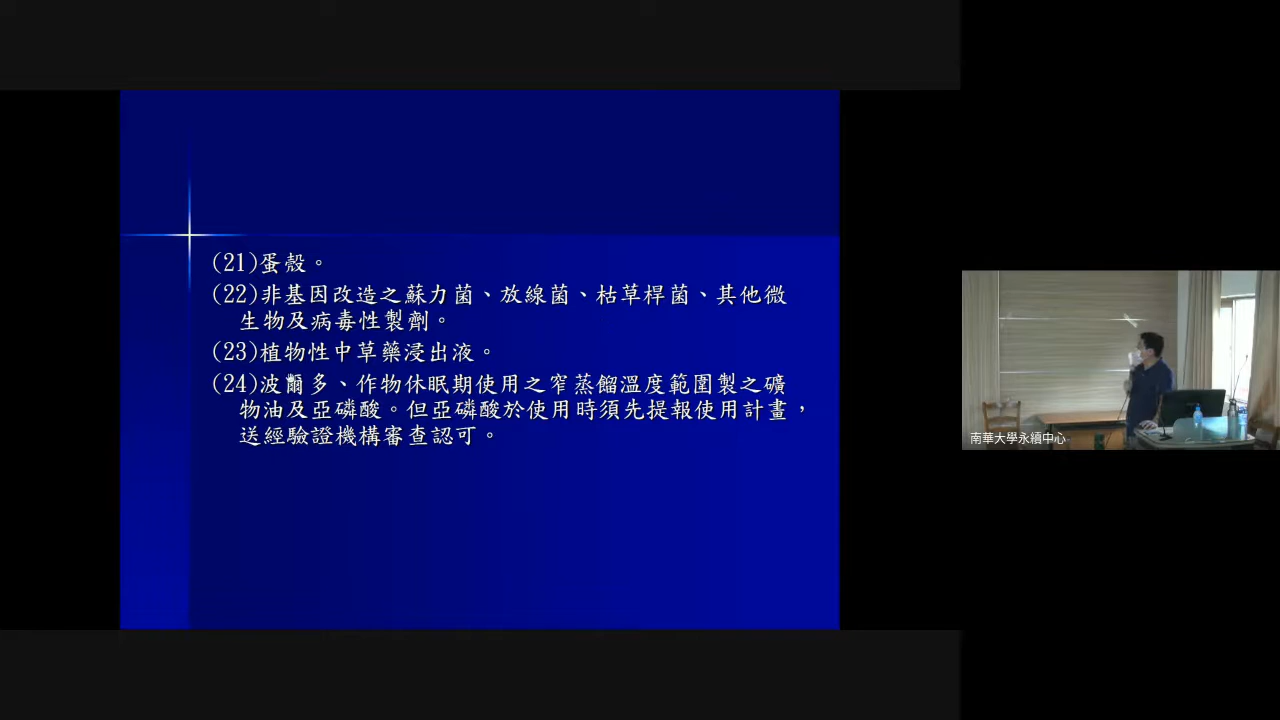 (21)蛋殼。
(22)非基因改造之蘇力菌、放線菌、枯草桿菌、其他微
生物及病毒性製劑。
(23)植物性中草藥浸出液。
(24)波爾多、作物休眠期使用之窄蒸餾溫度範圍製之礦
物油及亞磷酸。但亞磷酸於使用時須先提報使用計畫，
送經驗證機構審查認可。
南華大學永續中心